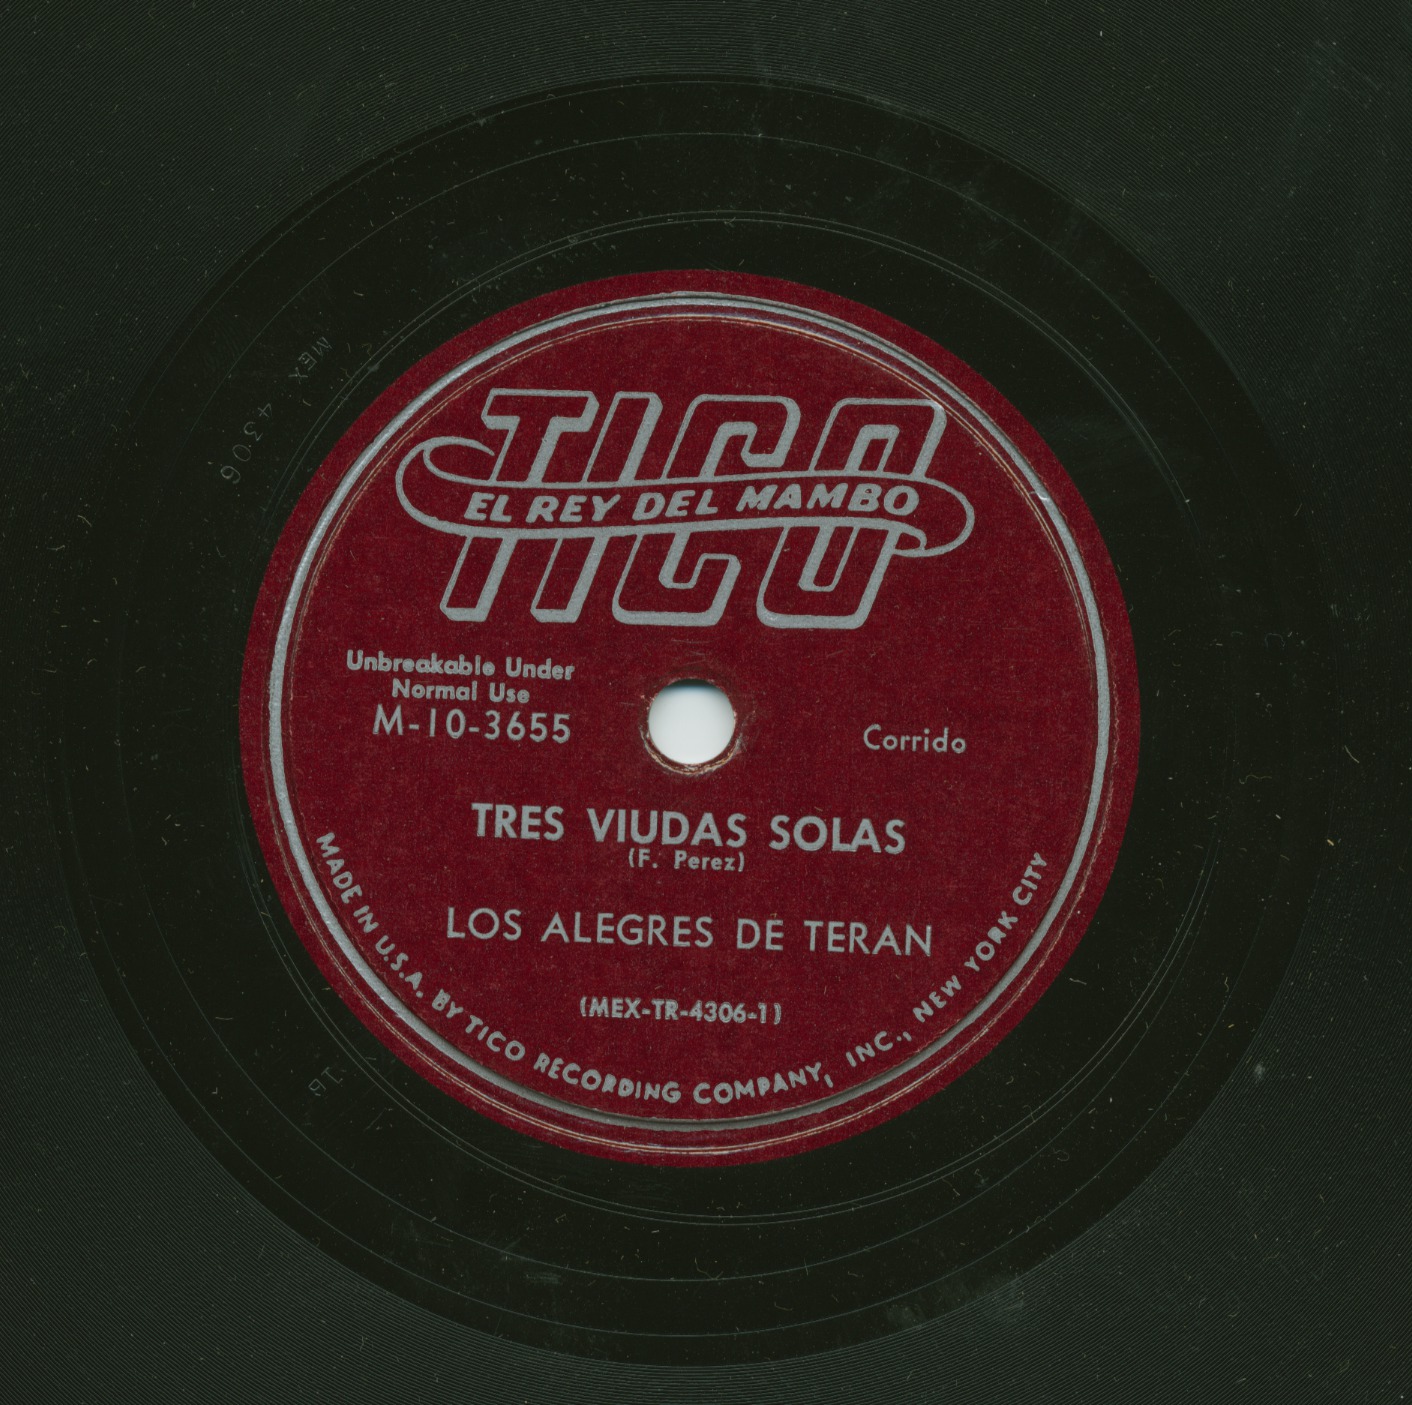 TICO
EL REY DEL MAMBO
Unbreakable Under
Normal Use
M-10-3655
Corrido
TRES VIUDAS SOLAS
(F. Perez)
LOS ALEGRES DE TERAN
(MEX-TR-4306-1)
MADE IN U.S.A. BY TICO RECORDING COMPANY, INC., NEW YORK CITY
MEX 4306